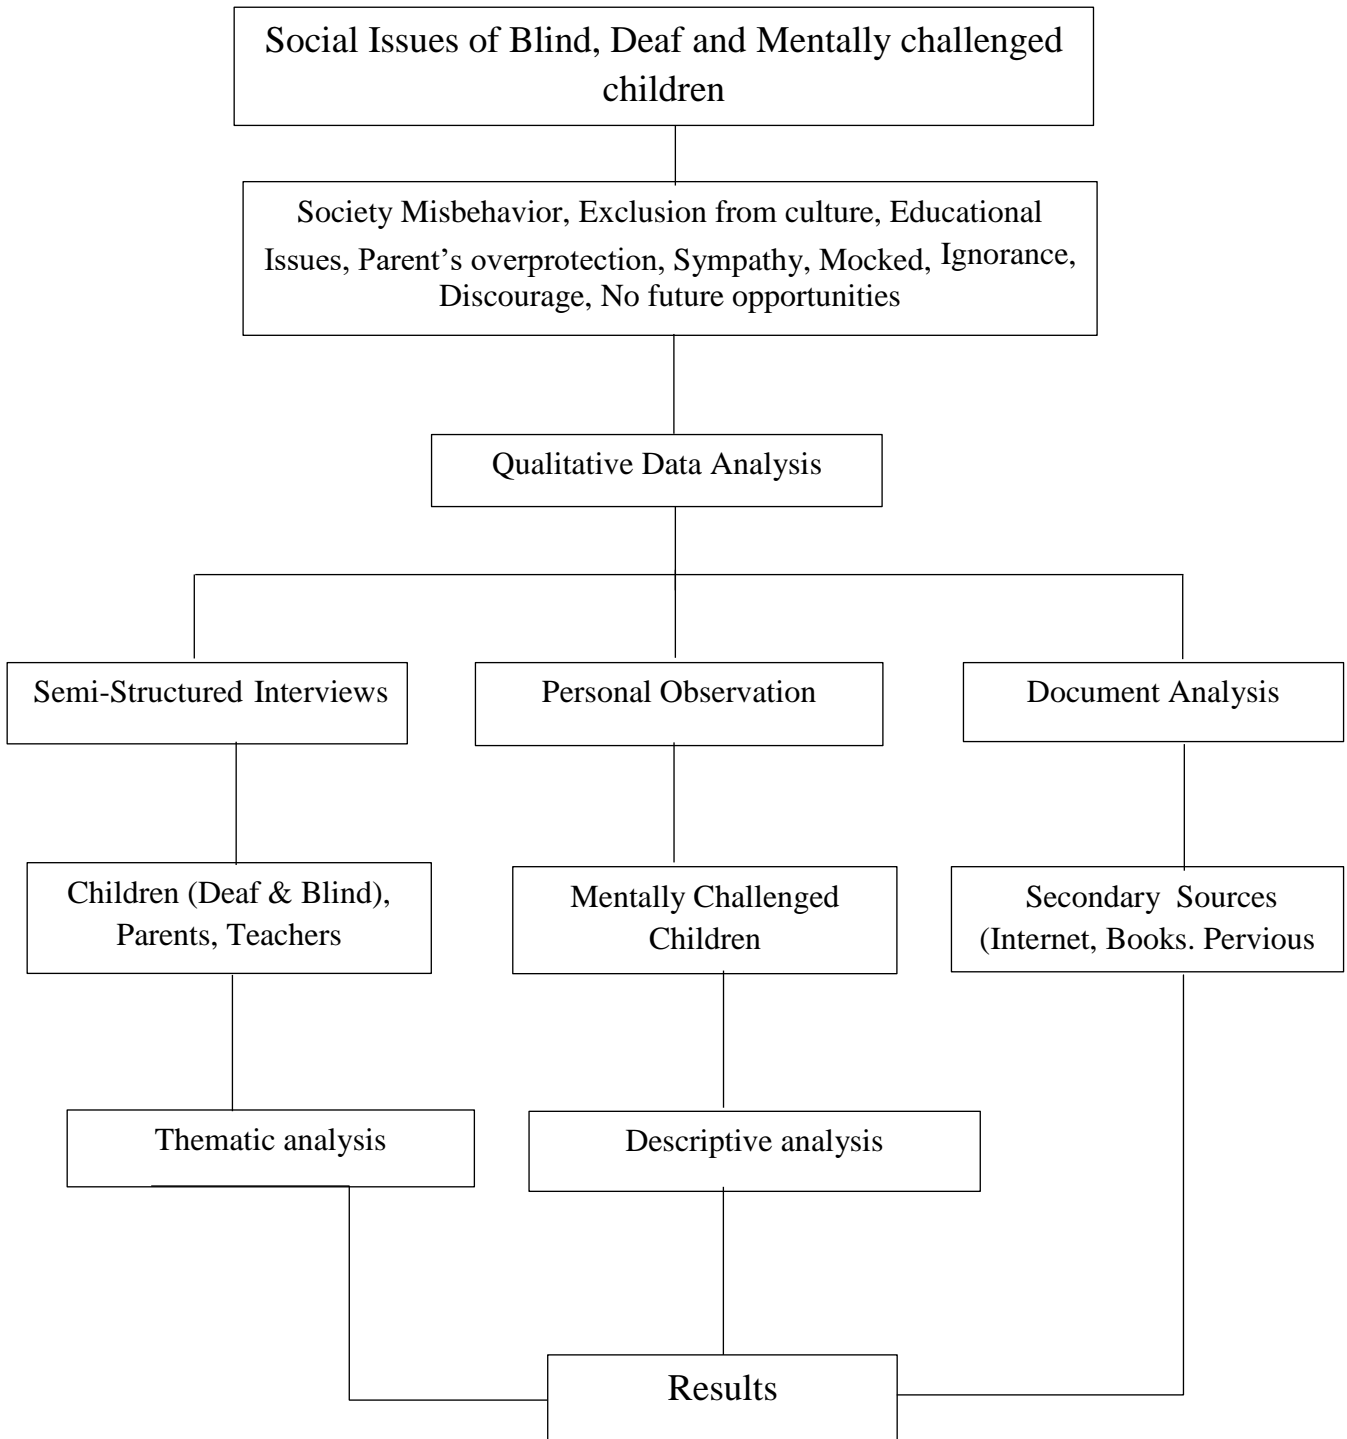 Social Issues of Blind, Deaf and Mentally challenged
children
Society Misbehavior, Exclusion from culture, Educational
Issues, Parent's overprotection, Sympathy, Mocked, Ignorance,
Discourage, No future opportunities
Qualitative Data Analysis
Semi-Structured Interviews
Personal Observation
Document Analysis
Children (Deaf & Blind),
Parents, Teachers
Mentally Challenged
Children
Secondary Sources
(Internet, Books. Pervious
Thematic analysis
Descriptive analysis
Results